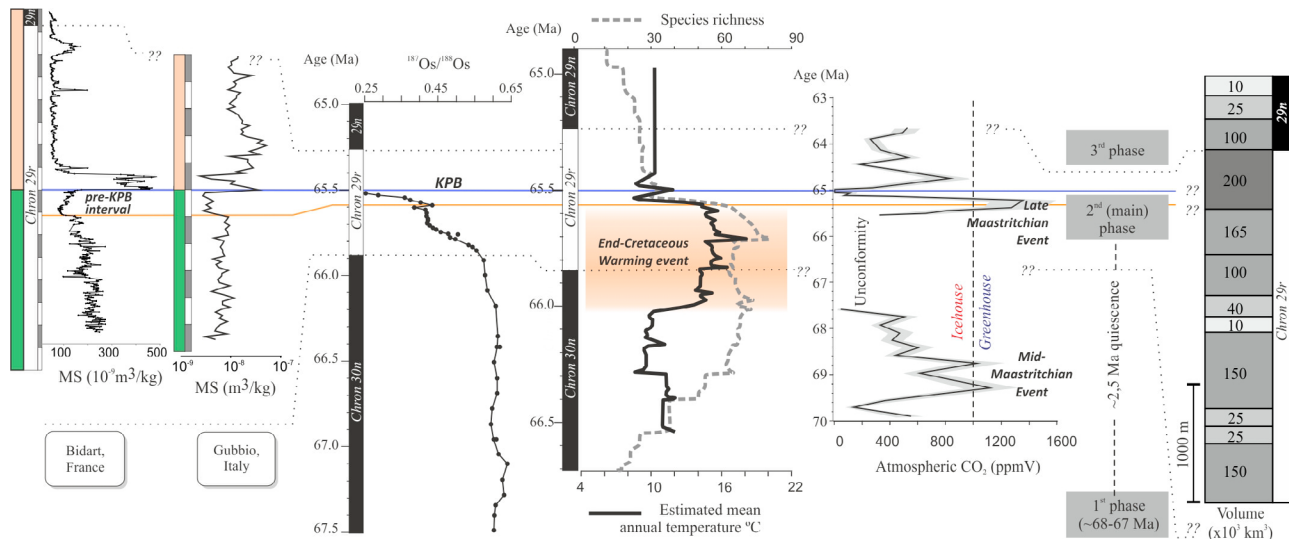 29n
Chron 29r
pre-KPB
interval
100
300
500
MS (10⁻⁹m³/kg)
Bidart,
France
??
10⁻⁹
10⁻⁸
10⁻⁷
MS (m³/kg)
Gubbio,
Italy
Age (Ma)
¹⁸⁷Os/¹⁸⁸Os
0.25
0.45
0.65
65.0
65.5
66.0
66.5
67.0
67.5
29n
29r
Chron 30n
KPB
Species richness
Age (Ma)
0
30
60
90
65.0
65.5
66.0
66.5
Chron 29n
Chron 29r
Chron 30n
??
End-Cretaceous
Warming event
??
4
10
16
22
Estimated mean
annual temperature ºC
Age (Ma)
63
64
65
65
66
67
68
69
70
Unconformity
Icehouse
Greenhouse
Late
Maastritchian
Event
Mid-
Maastritchian
Event
0
400
800
1200
1600
Atmospheric CO₂ (ppmV)
??
3ʳᵈ phase
??
2ⁿᵈ (main)
phase
??
??
~2,5 Ma quiescence
1ˢᵗ phase
(~68-67 Ma)
??
1000 m
10
25
100
200
165
100
40
10
150
25
25
150
29n
Chron 29r
Volume
(x10³ km³)